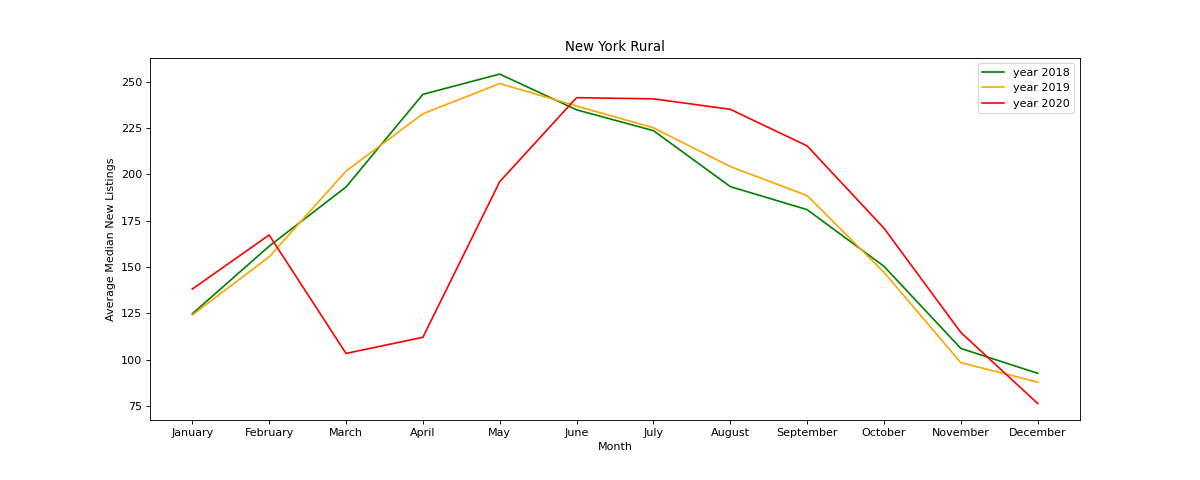 New York Rural
year 2018
year 2019
year 2020
Average Median New Listings
250
225
200
175
150
125
100
75
January February March April May June July August September October November December
Month